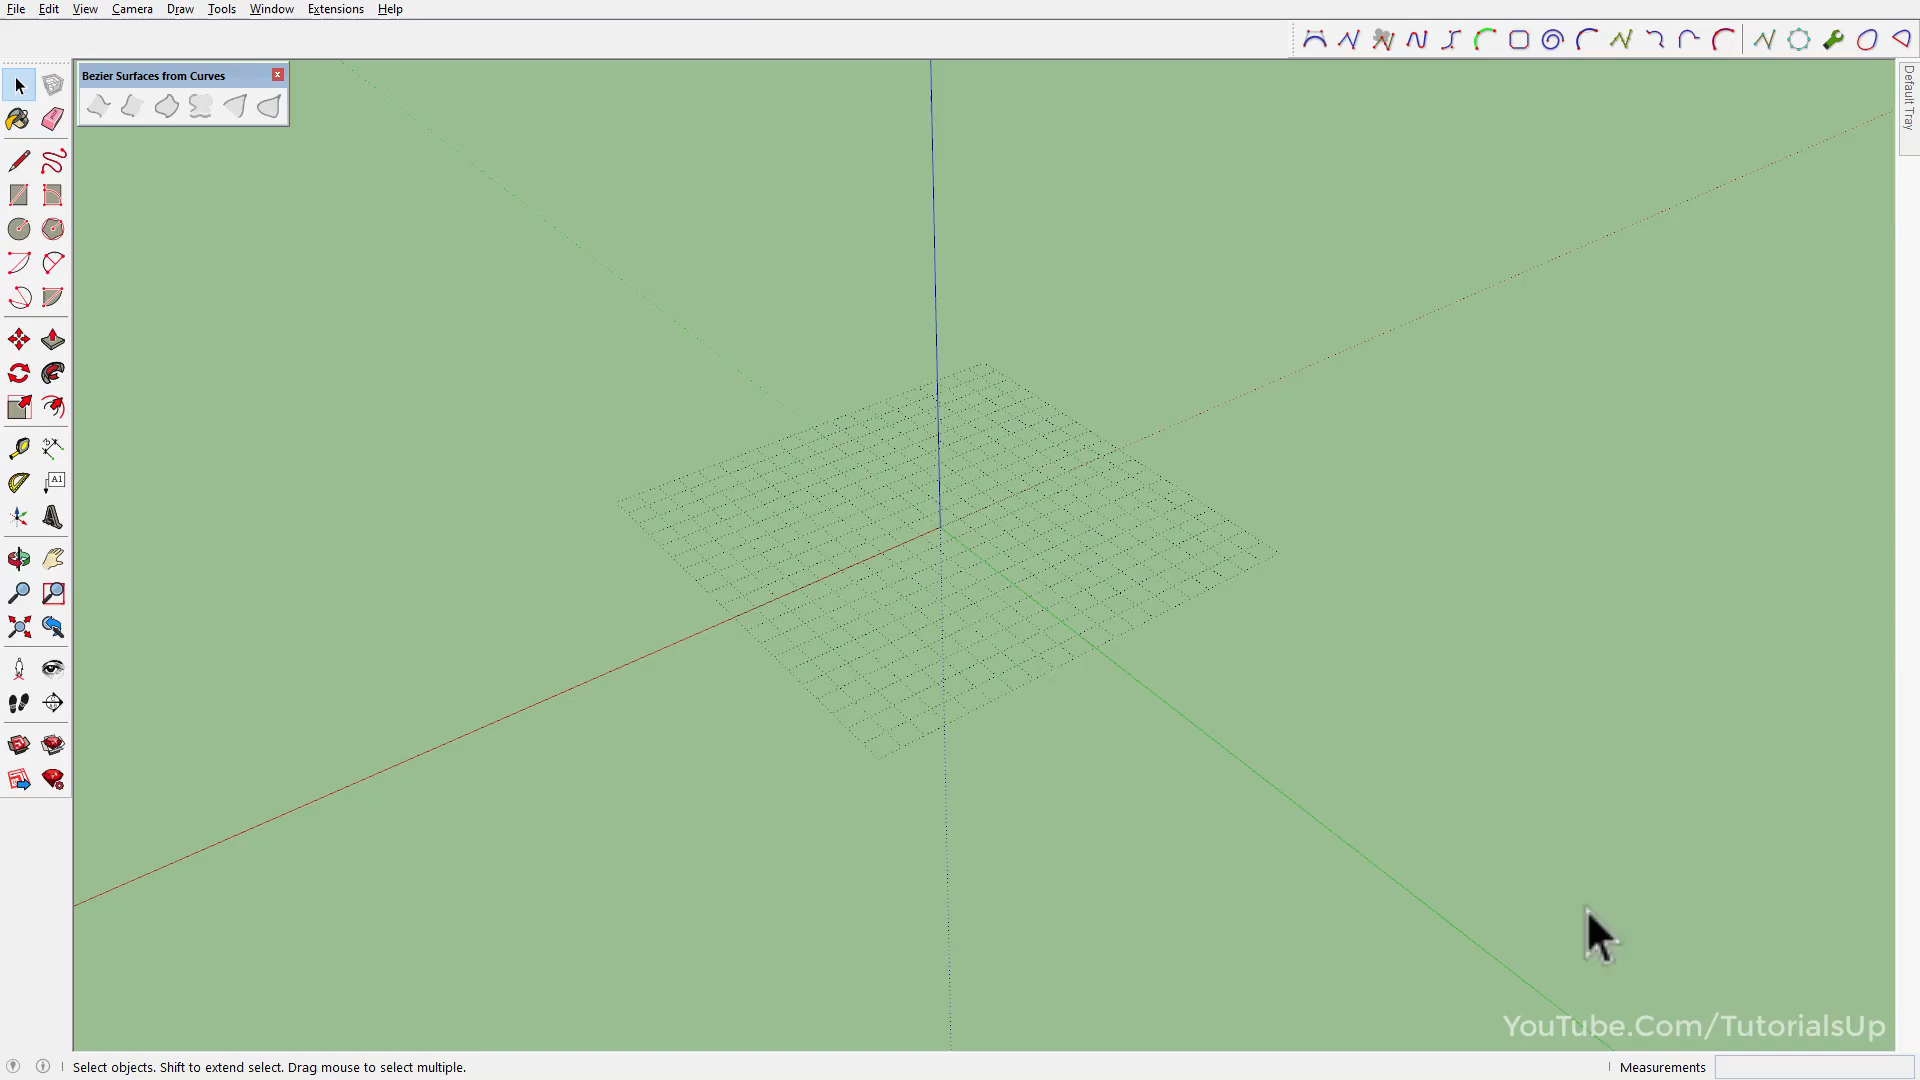 File Edit View Camera Draw Tools Window Extensions Help
Bezier Surfaces from Curves
x
Default Tray
A1
YouTube.Com/TutorialsUp
Select objects. Shift to extend select. Drag mouse to select multiple.
Measurements